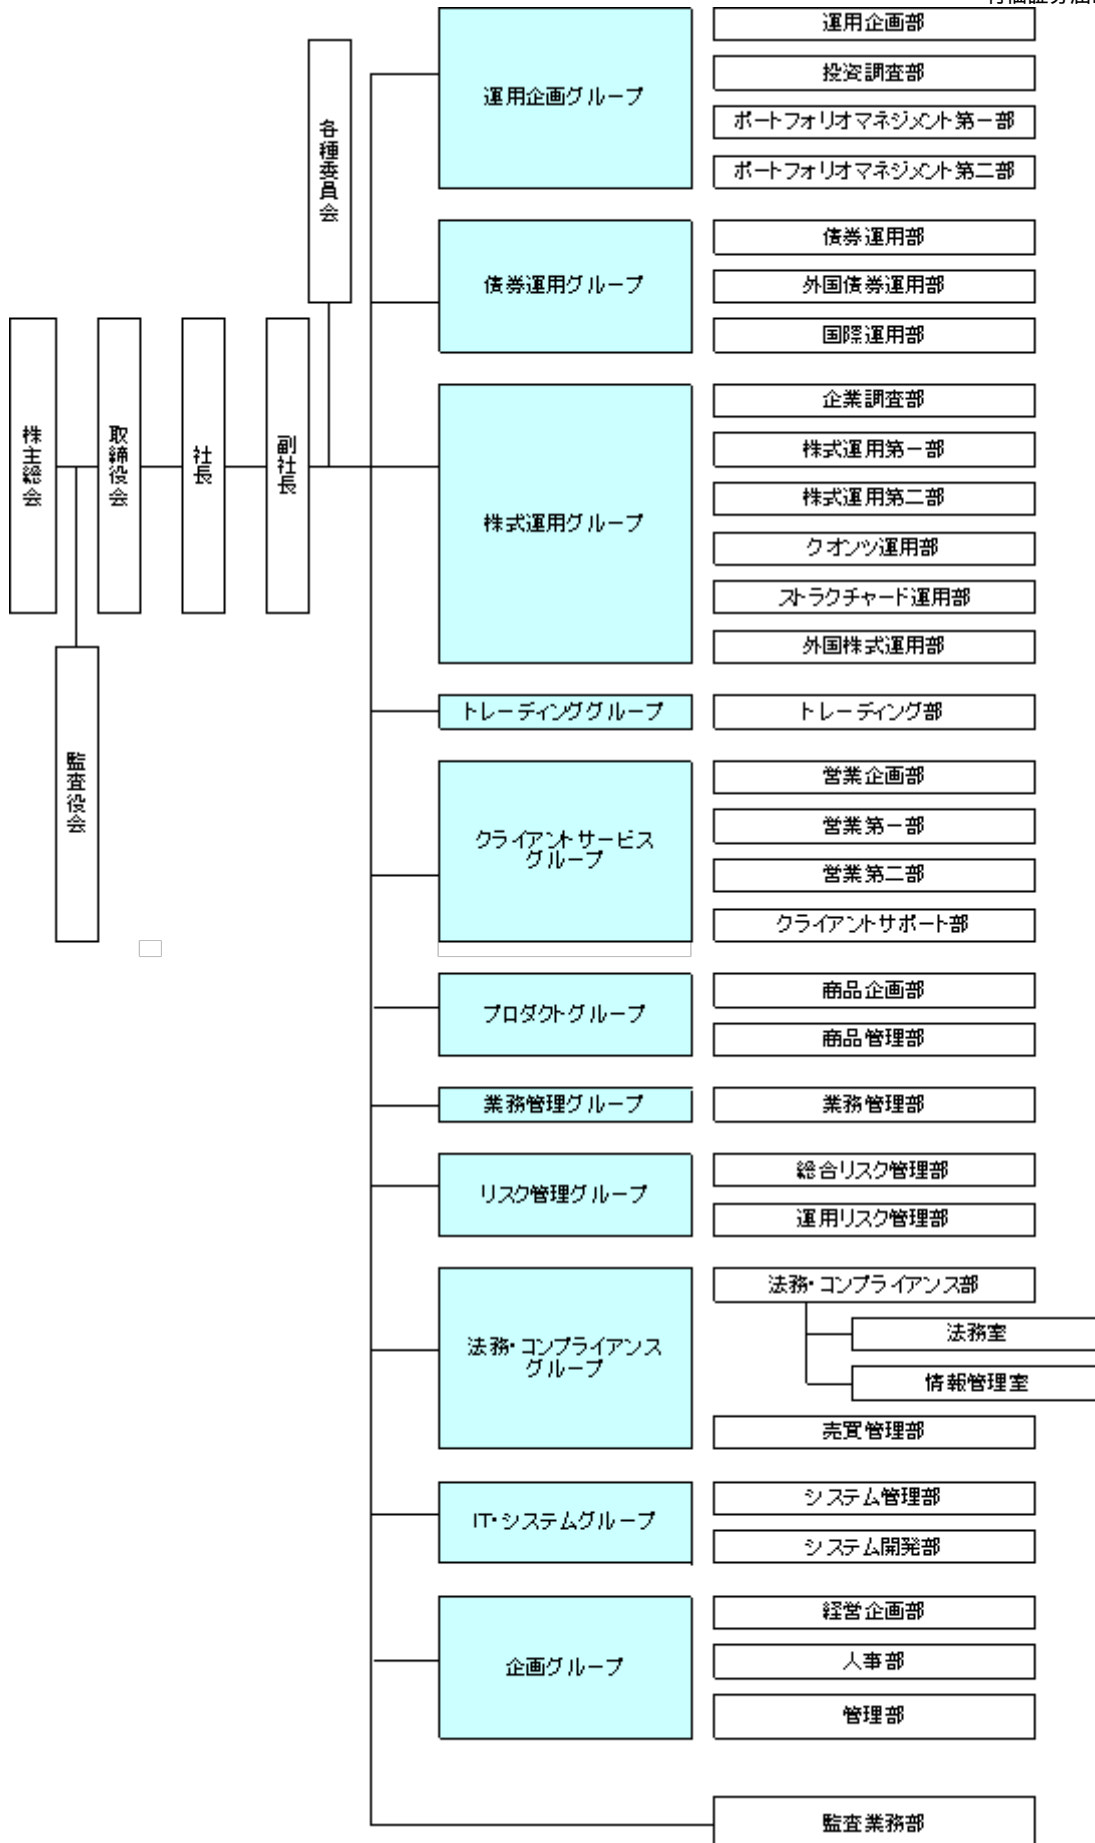 株主総会
監査役会
取締役会
社長
副社長
各種委員会
運用企画グループ
運用企画部
投資調査部
ポートフォリオマネジメント第一部
ポートフォリオマネジメント第二部
債券運用グループ
債券運用部
外国債券運用部
国際運用部
株式運用グループ
企業調査部
株式運用第一部
株式運用第二部
クオンツ運用部
ストラクチャード運用部
外国株式運用部
トレーディンググループ
トレーディング部
クライアントサービス
グループ
営業企画部
営業第一部
営業第二部
クライアントサポート部
プロダクトグループ
商品企画部
商品管理部
業務管理グループ
業務管理部
リスク管理グループ
総合リスク管理部
運用リスク管理部
法務・コンプライアンス
グループ
法務・コンプライアンス部
法務室
情報管理室
売買管理部
IT・システムグループ
システム管理部
システム開発部
企画グループ
経営企画部
人事部
管理部
監査業務部